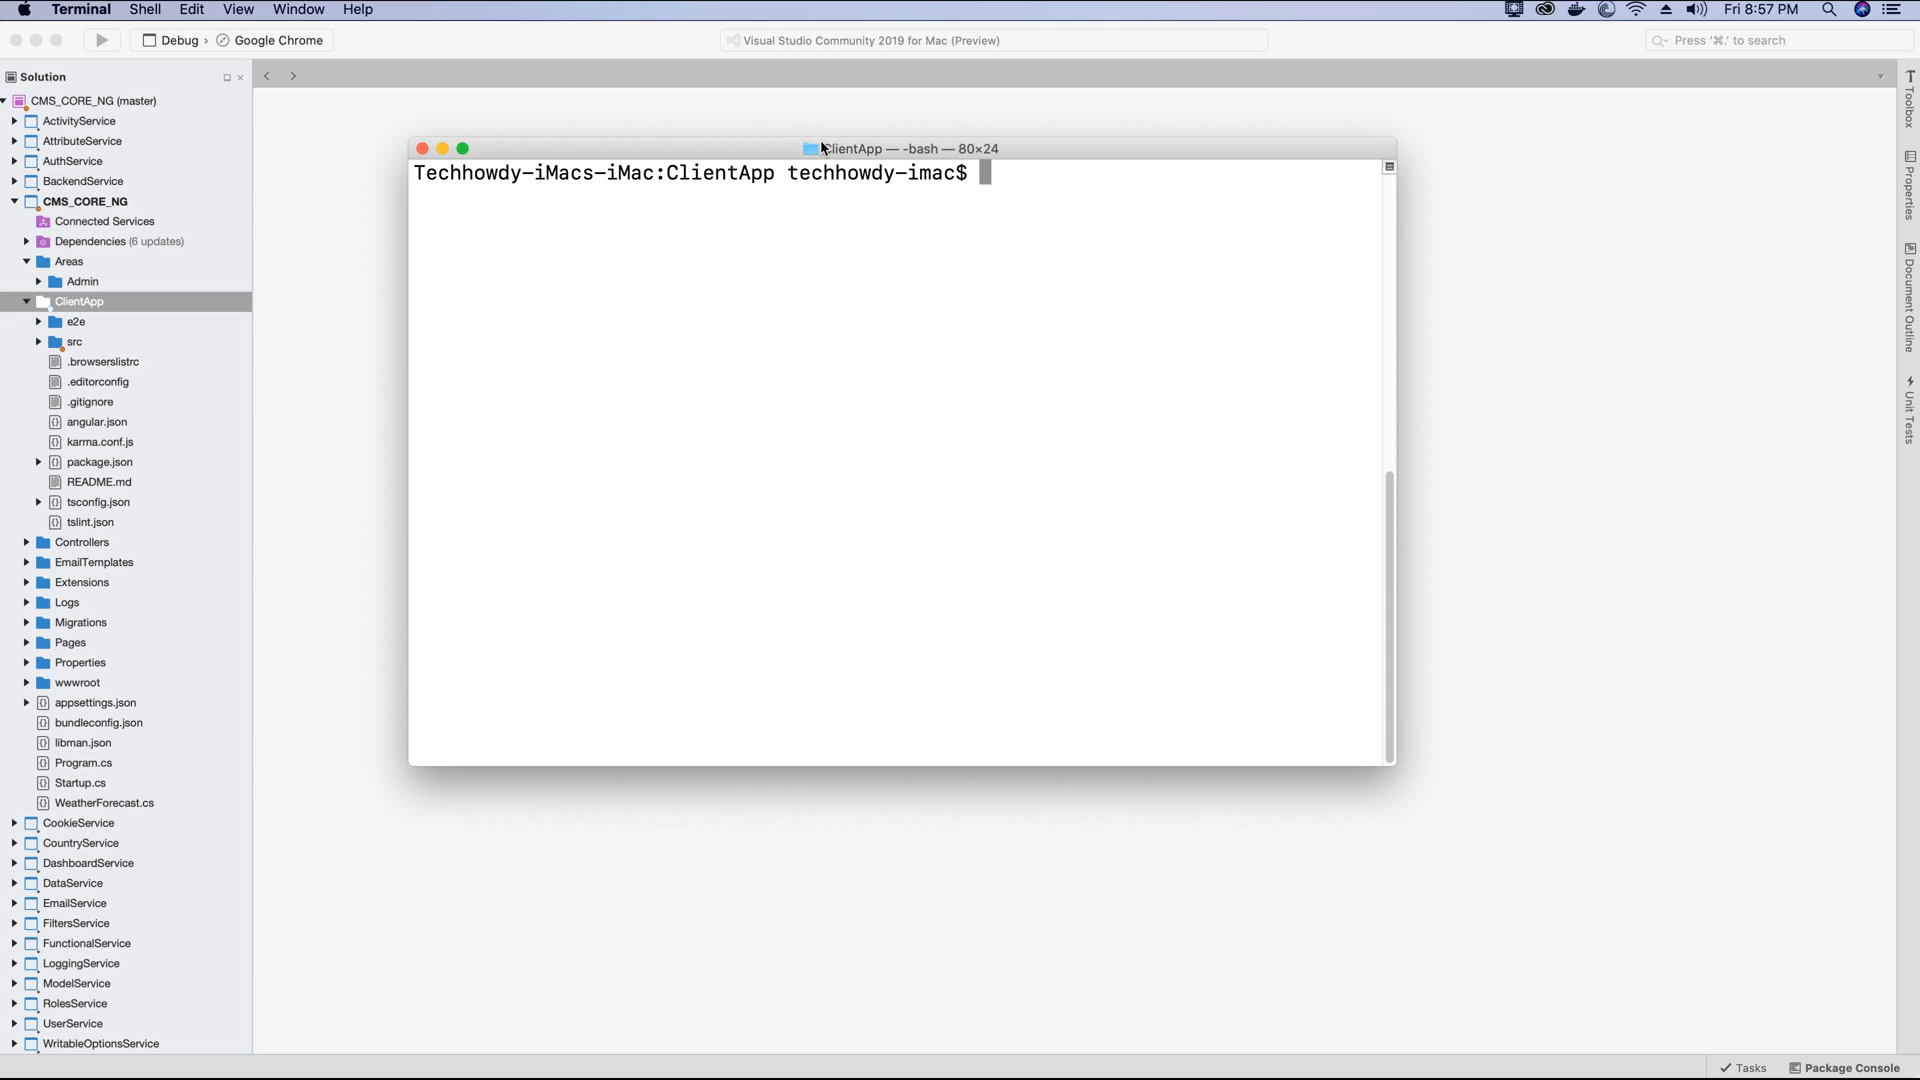 Terminal Shell Edit View Window Help Fri 8:57 PM
Debug › Google Chrome Visual Studio Community 2019 for Mac (Preview) Press '⌘.' to search
Solution
CMS_CORE_NG (master)
ActivityService
AttributeService
AuthService
BackendService
CMS_CORE_NG
Connected Services
Dependencies (6 updates)
Areas
Admin
ClientApp
e2e
src
.browserslistrc
.editorconfig
.gitignore
angular.json
karma.conf.js
package.json
README.md
tsconfig.json
tslint.json
Controllers
EmailTemplates
Extensions
Logs
Migrations
Pages
Properties
wwwroot
appsettings.json
bundleconfig.json
libman.json
Program.cs
Startup.cs
WeatherForecast.cs
CookieService
CountryService
DashboardService
DataService
EmailService
FiltersService
FunctionalService
LoggingService
ModelService
RolesService
UserService
WritableOptionsService
ClientApp — -bash — 80×24
Techhowdy-iMacs-iMac:ClientApp techhowdy-imac$
Toolbox
Properties
Document Outline
Unit Tests
Tasks Package Console